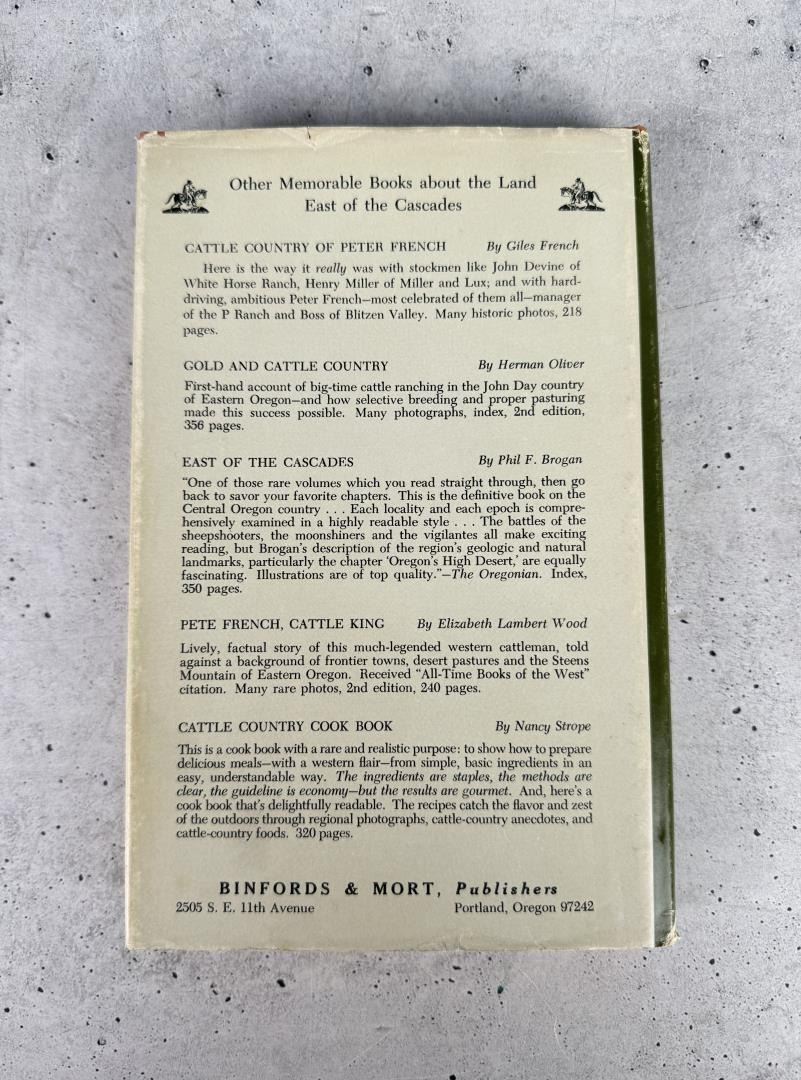 Other Memorable Books about the Land
East of the Cascades
CATTLE COUNTRY OF PETER FRENCH By Giles French
Here is the way it really was with stockmen like John Devine of
White Horse Ranch, Henry Miller of Miller and Lux; and with hard-
driving, ambitious Peter French—most celebrated of them all—manager
of the P Ranch and Boss of Blitzen Valley. Many historic photos, 218
pages.
GOLD AND CATTLE COUNTRY By Herman Oliver
First-hand account of big-time cattle ranching in the John Day country
of Eastern Oregon—and how selective breeding and proper pasturing
made this success possible. Many photographs, index, 2nd edition,
356 pages.
EAST OF THE CASCADES By Phil F. Brogan
"One of those rare volumes which you read straight through, then go
back to savor your favorite chapters. This is the definitive book on the
Central Oregon country . . . Each locality and each epoch is compre-
hensively examined in a highly readable style . . . The battles of the
sheepshooters, the moonshiners and the vigilantes all make exciting
reading, but Brogan's description of the region's geologic and natural
landmarks, particularly the chapter 'Oregon's High Desert,' are equally
fascinating. Illustrations are of top quality."—The Oregonian. Index,
350 pages.
PETE FRENCH, CATTLE KING By Elizabeth Lambert Wood
Lively, factual story of this much-legended western cattleman, told
against a background of frontier towns, desert pastures and the Steens
Mountain of Eastern Oregon. Received "All-Time Books of the West"
citation. Many rare photos, 2nd edition, 240 pages.
CATTLE COUNTRY COOK BOOK By Nancy Strope
This is a cook book with a rare and realistic purpose: to show how to prepare
delicious meals—with a western flair—from simple, basic ingredients in an
easy, understandable way. The ingredients are staples, the methods are
clear, the guideline is economy—but the results are gourmet. And, here's a
cook book that's delightfully readable. The recipes catch the flavor and zest
of the outdoors through regional photographs, cattle-country anecdotes, and
cattle-country foods. 320 pages.
BINFORDS & MORT, Publishers
2505 S. E. 11th Avenue Portland, Oregon 97242